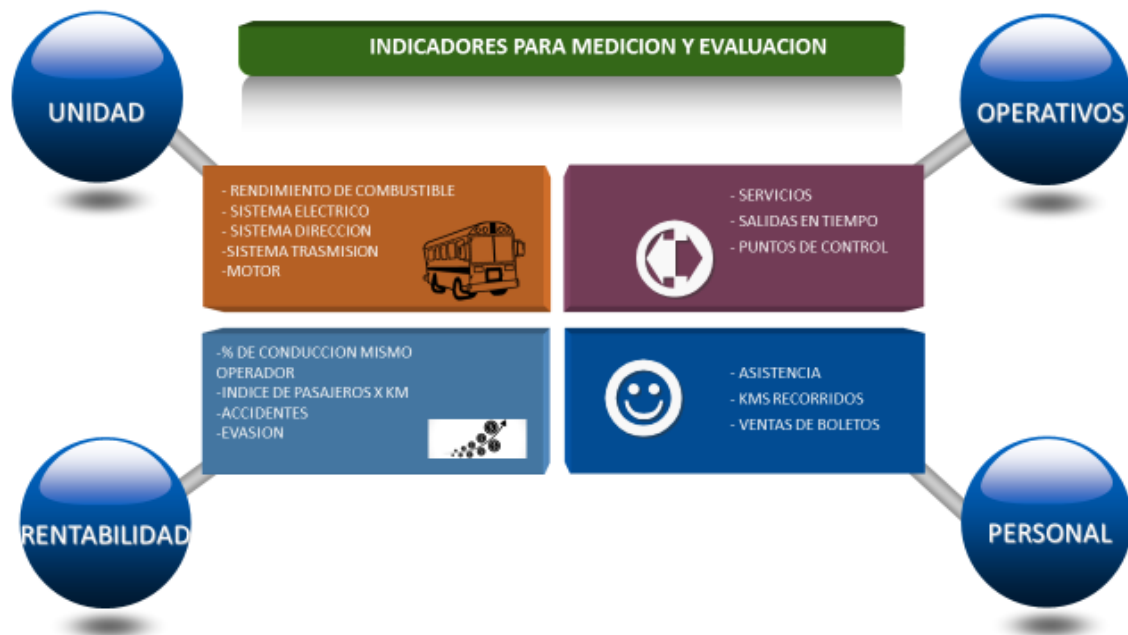 INDICADORES PARA MEDICION Y EVALUACION
UNIDAD
OPERATIVOS
- RENDIMIENTO DE COMBUSTIBLE
- SISTEMA ELECTRICO
- SISTEMA DIRECCION
-SISTEMA TRASMISION
-MOTOR
- SERVICIOS
- SALIDAS EN TIEMPO
- PUNTOS DE CONTROL
-% DE CONDUCCION MISMO
OPERADOR
-INDICE DE PASAJEROS X KM
-ACCIDENTES
-EVASION
- ASISTENCIA
- KMS RECORRIDOS
- VENTAS DE BOLETOS
RENTABILIDAD
PERSONAL